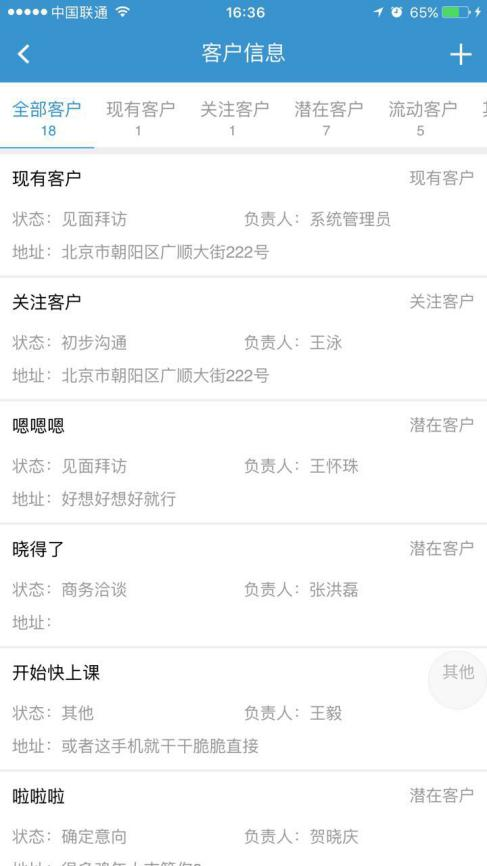 中国联通 16:36 65%
客户信息
全部客户 现有客户 关注客户 潜在客户 流动客户
18 1 1 7 5
现有客户 现有客户
状态：见面拜访 负责人：系统管理员
地址：北京市朝阳区广顺大街222号
关注客户 关注客户
状态：初步沟通 负责人：王泳
地址：北京市朝阳区广顺大街222号
嗯嗯嗯 潜在客户
状态：见面拜访 负责人：王怀珠
地址：好想好想好就行
晓得了 潜在客户
状态：商务洽谈 负责人：张洪磊
地址：
开始快上课 其他
状态：其他 负责人：王毅
地址：或者这手机就干干脆脆直接
啦啦啦 潜在客户
状态：确定意向 负责人：贺晓庆